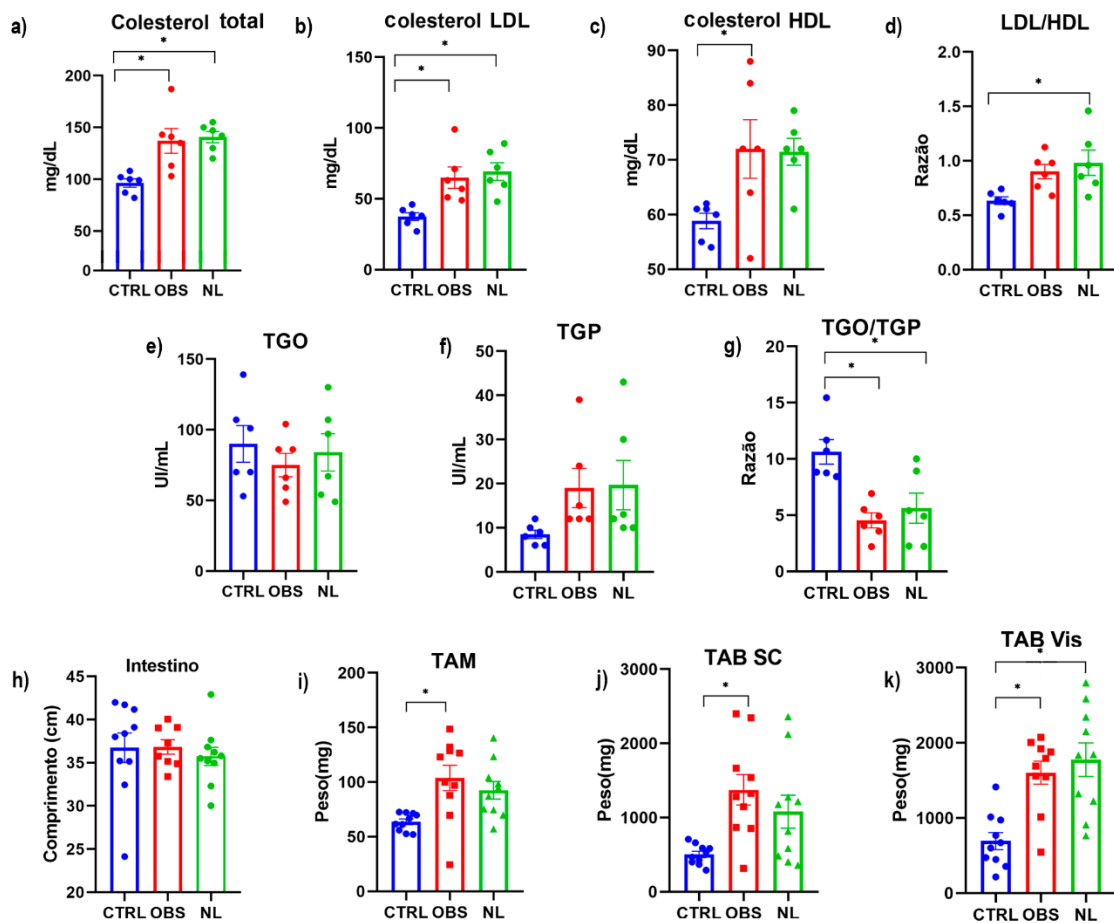 a) Colesterol total
* *
mg/dL
200
150
100
50
0
CTRL OBS NL
b) colesterol LDL
* *
mg/dL
150
100
50
0
CTRL OBS NL
c) colesterol HDL
*
mg/dL
90
80
70
60
50
CTRL OBS NL
d) LDL/HDL
*
Razão
2.0
1.5
1.0
0.5
0.0
CTRL OBS NL
e) TGO
UI/mL
150
100
50
0
CTRL OBS NL
f) TGP
UI/mL
50
40
30
20
10
0
CTRL OBS NL
g) TGO/TGP
* *
Razão
20
15
10
5
0
CTRL OBS NL
h) Intestino
Comprimento (cm)
45
40
35
30
25
20
CTRL OBS NL
i) TAM
*
Peso(mg)
200
150
100
50
0
CTRL OBS NL
j) TAB SC
*
Peso(mg)
3000
2000
1000
0
CTRL OBS NL
k) TAB Vis
* *
Peso(mg)
3000
2000
1000
0
CTRL OBS NL